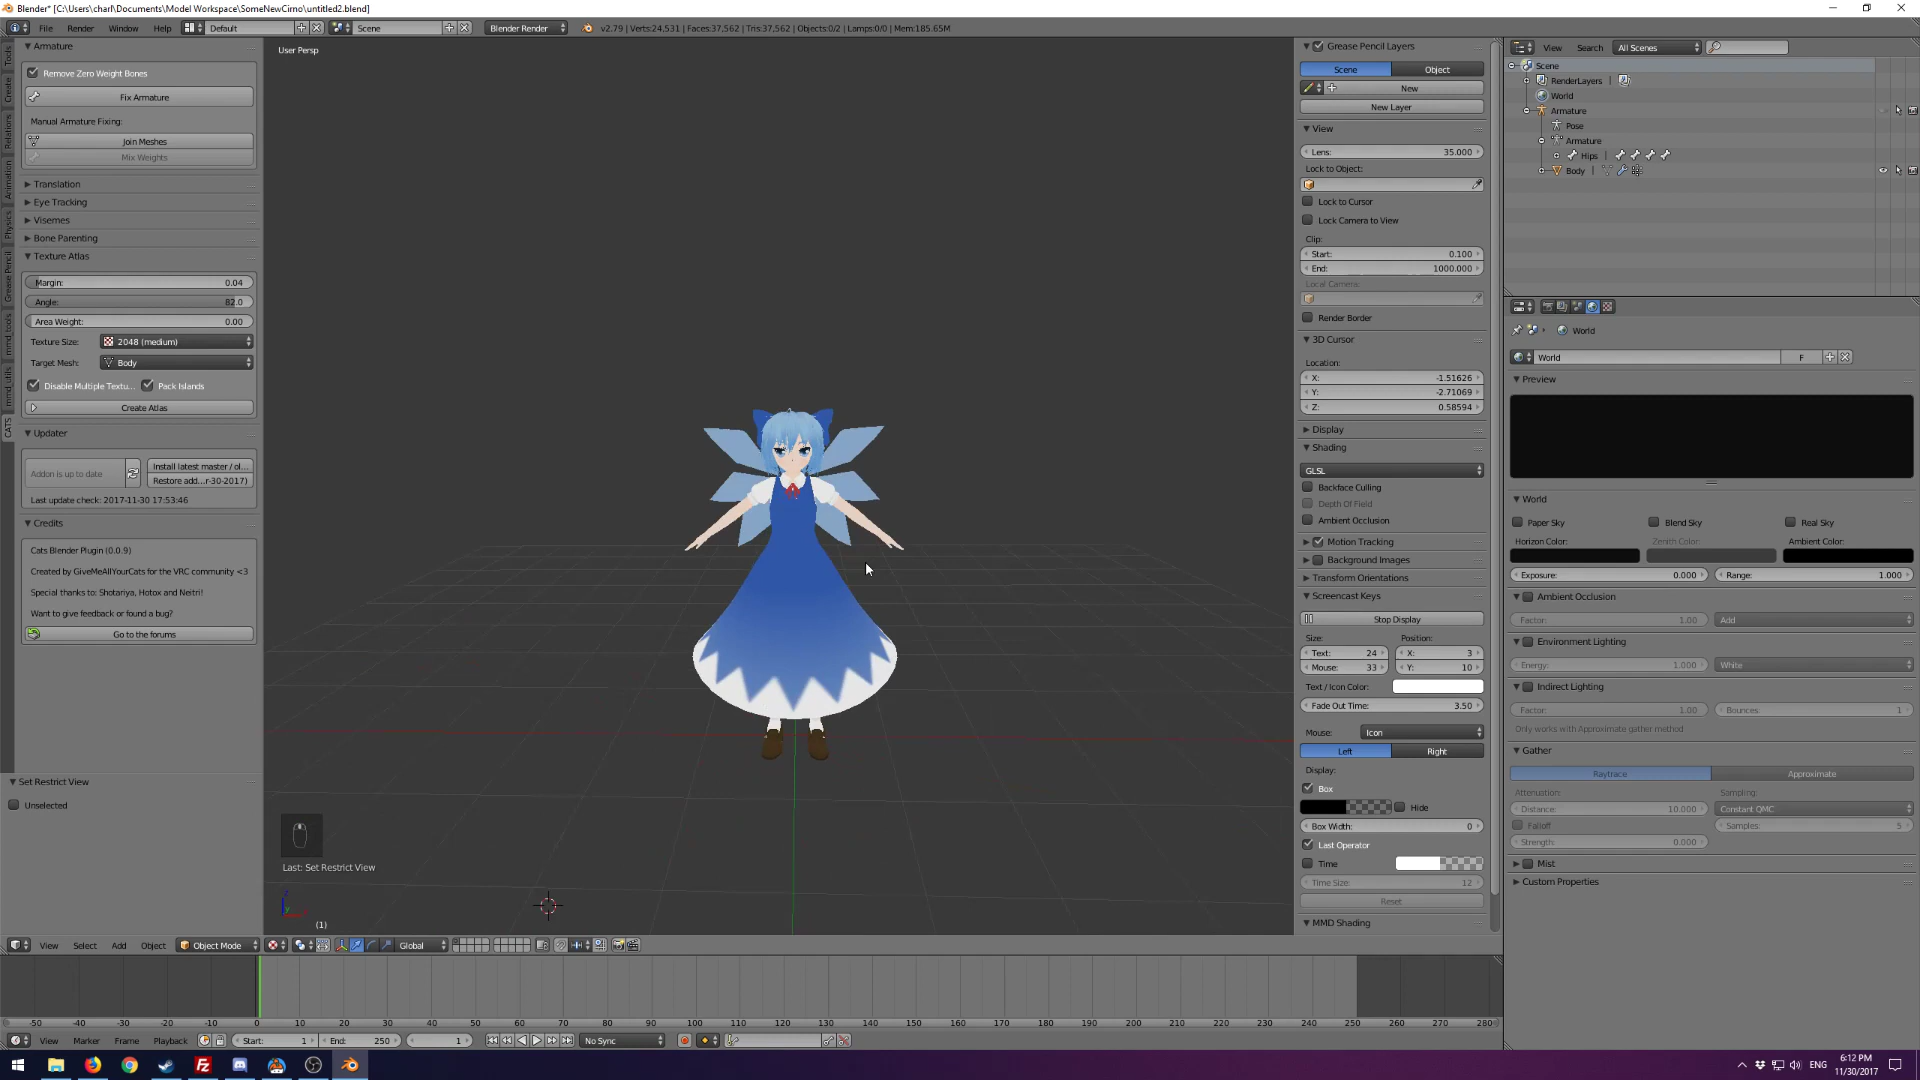 Blender* [C:\Users\charl\Documents\Model Workspace\SomeNewCirno\untitled2.blend]
File Render Window Help Default Scene Blender Render v2.79 | Verts:24,531 | Faces:37,562 | Tris:37,562 | Objects:0/2 | Lamps:0/0 | Mem:185.65M
Tools
Create
Relations
Animation
Physics
Grease Pencil
mmd_tools
mmd_utils
CATS
Armature
Remove Zero Weight Bones
Fix Armature
Manual Armature Fixing:
Join Meshes
Mix Weights
Translation
Eye Tracking
Visemes
Bone Parenting
Texture Atlas
Margin: 0.04
Angle: 82.0
Area Weight: 0.00
Texture Size: 2048 (medium)
Target Mesh: Body
Disable Multiple Textu... Pack Islands
Create Atlas
Updater
Addon is up to date
Install latest master / ol...
Restore add...r-30-2017)
Last update check: 2017-11-30 17:53:46
Credits
Cats Blender Plugin (0.0.9)
Created by GiveMeAllYourCats for the VRC community <3
Special thanks to: Shotariya, Hotox and Neitri!
Want to give feedback or found a bug?
Go to the forums
Set Restrict View
Unselected
User Persp
Last: Set Restrict View
(1)
View Select Add Object Object Mode Global
Grease Pencil Layers
Scene Object
New
New Layer
View
Lens: 35.000
Lock to Object:
Lock to Cursor
Lock Camera to View
Clip:
Start: 0.100
End: 1000.000
Local Camera:
Render Border
3D Cursor
Location:
X: -1.51626
Y: -2.71069
Z: 0.58594
Display
Shading
GLSL
Backface Culling
Depth Of Field
Ambient Occlusion
Motion Tracking
Background Images
Transform Orientations
Screencast Keys
Stop Display
Size: Position:
Text: 24 X: 3
Mouse: 33 Y: 10
Text / Icon Color:
Fade Out Time: 3.50
Mouse: Icon
Left Right
Display:
Box
Hide
Box Width: 0
Last Operator
Time
Time Size: 12
Reset
MMD Shading
View Search All Scenes
Scene
RenderLayers
World
Armature
Pose
Armature
Hips
Body
World
World F
Preview
World
Paper Sky Blend Sky Real Sky
Horizon Color: Zenith Color: Ambient Color:
Exposure: 0.000 Range: 1.000
Ambient Occlusion
Factor: 1.00 Add
Environment Lighting
Energy: 1.000 White
Indirect Lighting
Factor: 1.00 Bounces: 1
Only works with Approximate gather method
Gather
Raytrace Approximate
Attenuation: Sampling:
Distance: 10.000 Constant QMC
Falloff Samples: 5
Strength: 0.000
Mist
Custom Properties
-50 -40 -30 -20 -10 0 10 20 30 40 50 60 70 80 90 100 110 120 130 140 150 160 170 180 190 200 210 220 230 240 250 260 270 280
View Marker Frame Playback Start: 1 End: 250 1 No Sync
ENG
6:12 PM
11/30/2017